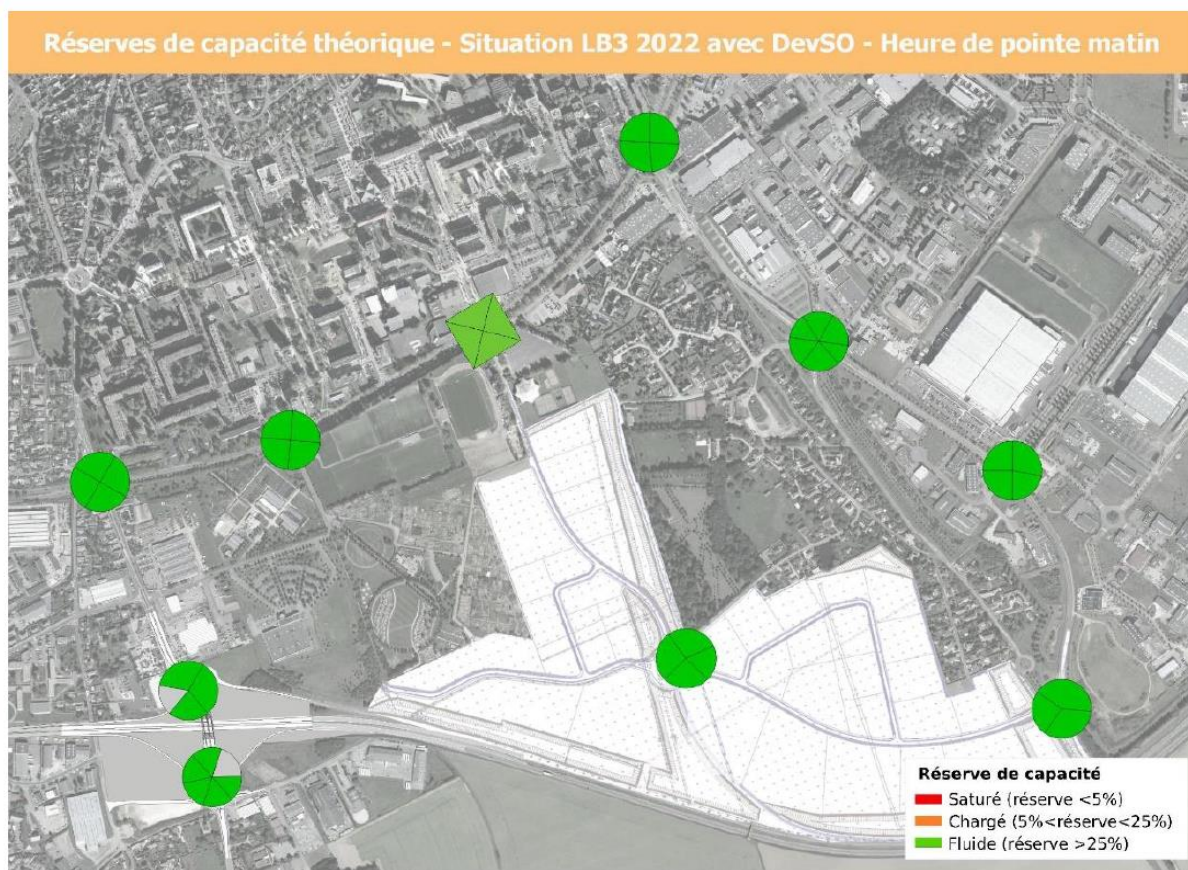 Réserves de capacité théorique - Situation LB3 2022 avec DevSO - Heure de pointe matin
Réserve de capacité
Saturé (réserve <5%)
Chargé (5%<réserve<25%)
Fluide (réserve >25%)